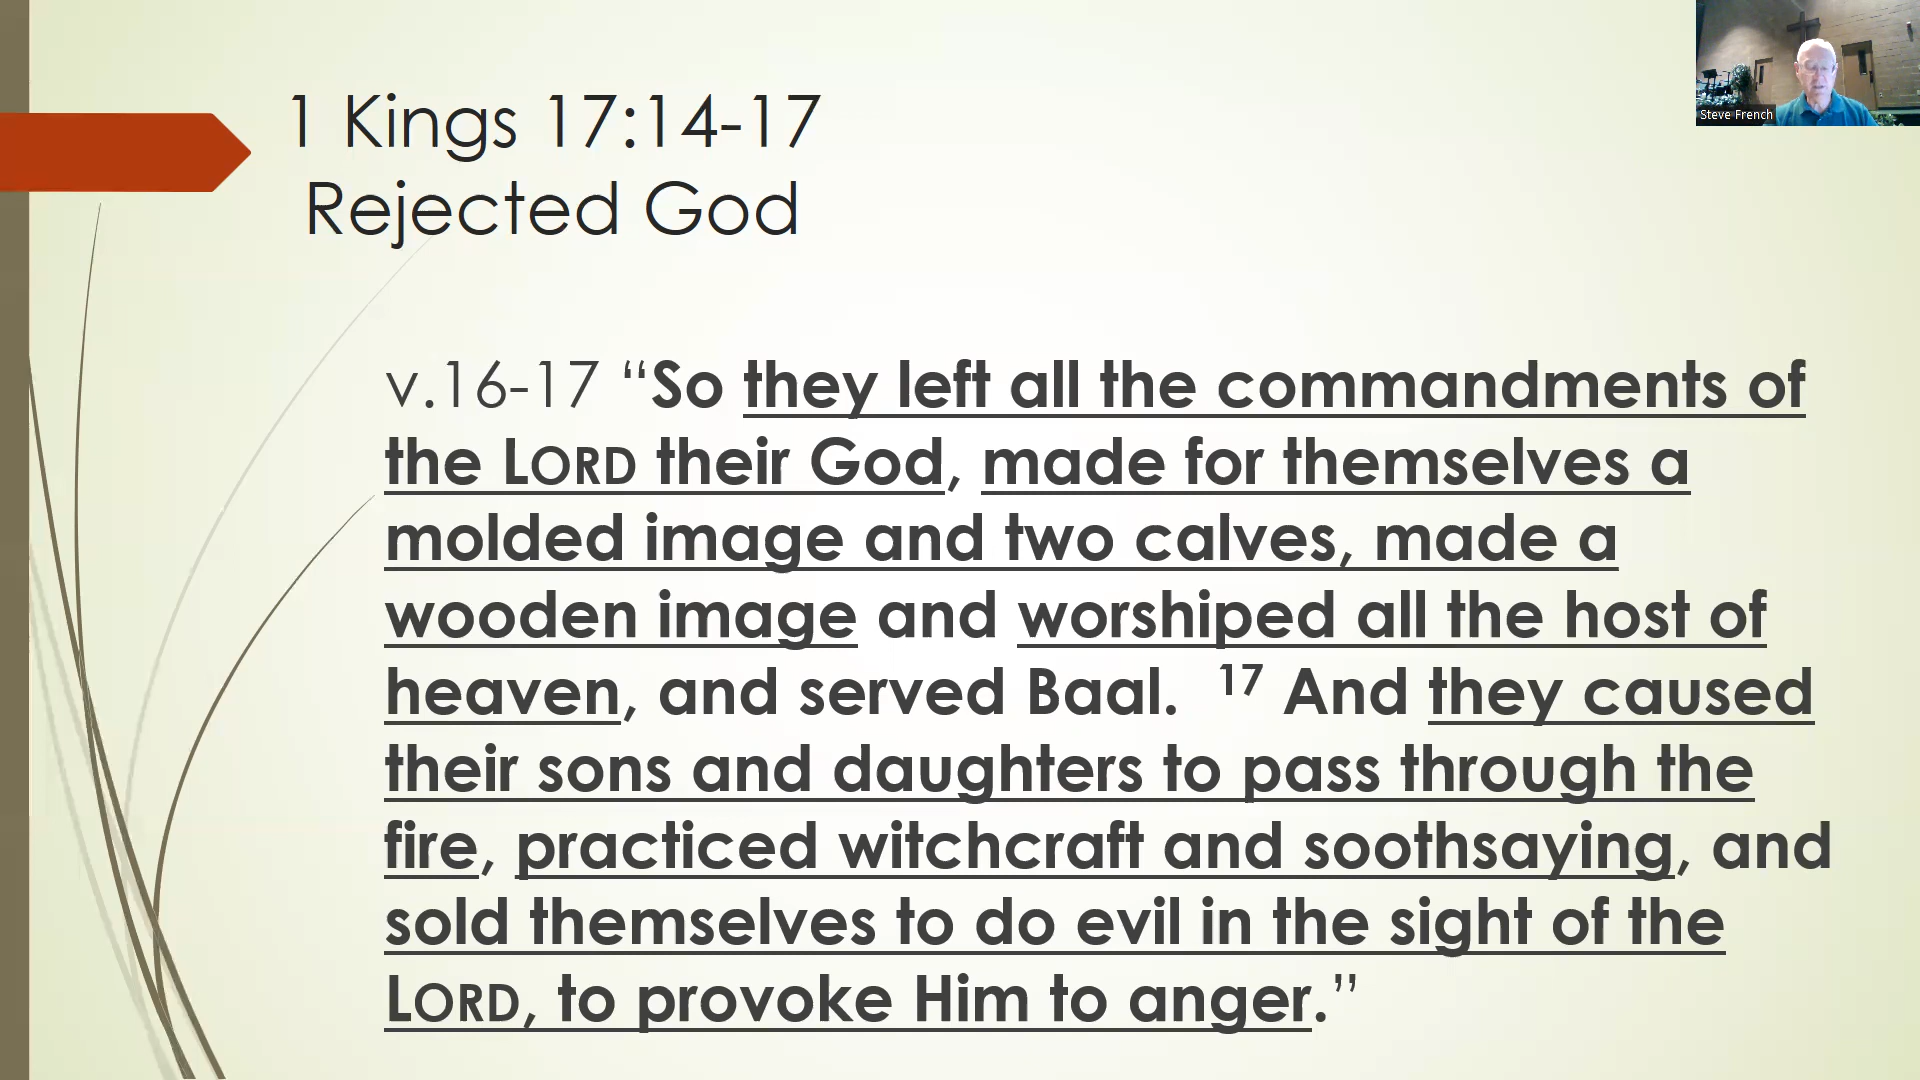 1 Kings 17:14-17
Rejected God
Steve French
v.16-17 “So they left all the commandments of
the LORD their God, made for themselves a
molded image and two calves, made a
wooden image and worshiped all the host of
heaven, and served Baal. 17 And they caused
their sons and daughters to pass through the
fire, practiced witchcraft and soothsaying, and
sold themselves to do evil in the sight of the
LORD, to provoke Him to anger.”